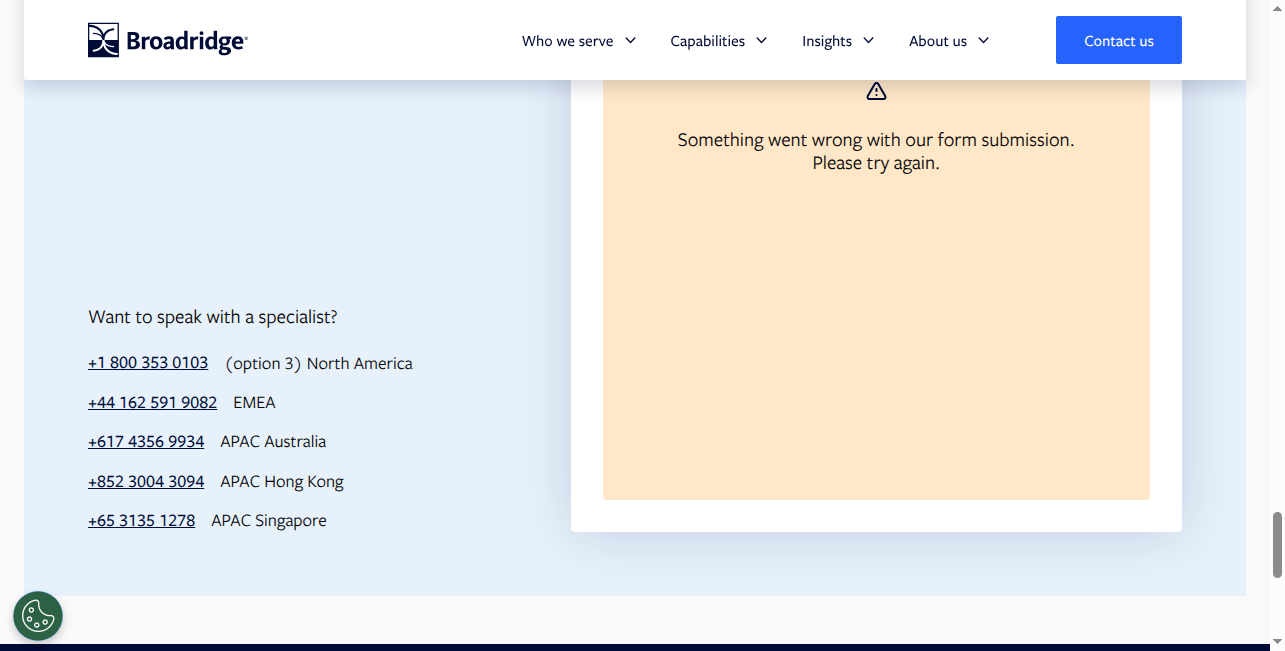 Broadridge
Who we serve
Capabilities
Insights
About us
Contact us
Something went wrong with our form submission.
Please try again.
Want to speak with a specialist?
+1 800 353 0103 (option 3) North America
+44 162 591 9082 EMEA
+617 4356 9934 APAC Australia
+852 3004 3094 APAC Hong Kong
+65 3135 1278 APAC Singapore